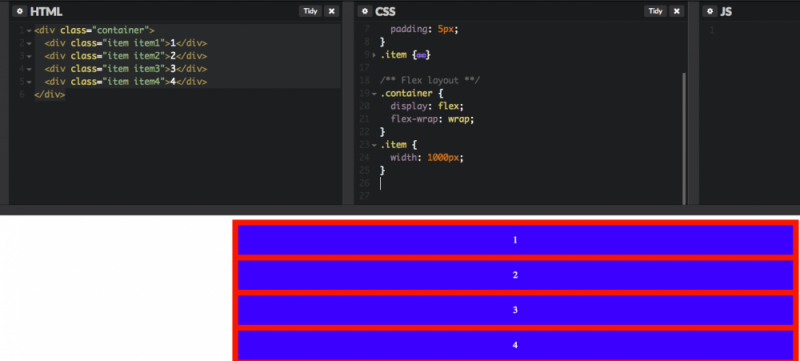 HTML
Tidy
1 <div class="container">
2 <div class="item item1">1</div>
3 <div class="item item2">2</div>
4 <div class="item item3">3</div>
5 <div class="item item4">4</div>
6 </div>
CSS
Tidy
7 padding: 5px;
8 }
9 .item {
17
18 /** Flex layout **/
19 .container {
20 display: flex;
21 flex-wrap: wrap;
22 }
23 .item {
24 width: 1000px;
25 }
26
27
JS
1
1
2
3
4